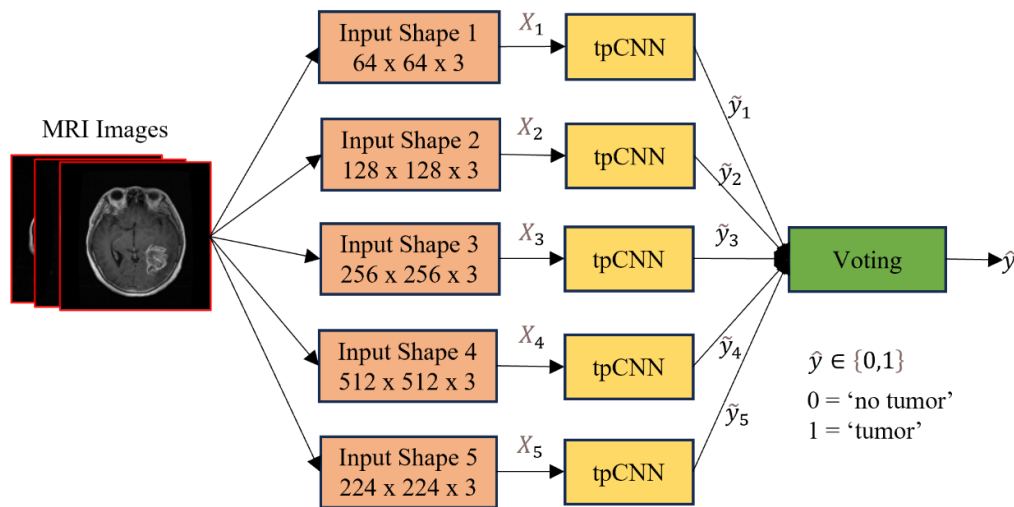 MRI Images
Input Shape 1
64 x 64 x 3
X₁
tpCNN
ỹ₁
Input Shape 2
128 x 128 x 3
X₂
tpCNN
ỹ₂
Input Shape 3
256 x 256 x 3
X₃
tpCNN
ỹ₃
Input Shape 4
512 x 512 x 3
X₄
tpCNN
ỹ₄
Input Shape 5
224 x 224 x 3
X₅
tpCNN
ỹ₅
Voting
ŷ
ŷ ∈ {0,1}
0 = ‘no tumor’
1 = ‘tumor’